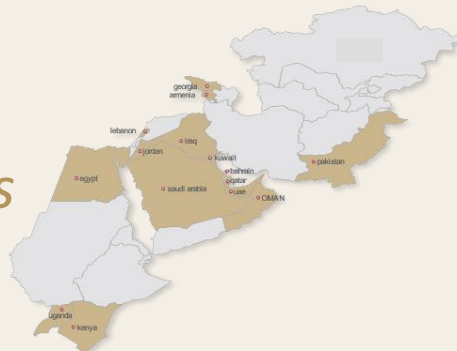 georgia
armenia
lebanon
iraq
jordan
kuwait
bahrain
pakistan
egypt
qatar
saudi arabia
uae
OMAN
s
uganda
kenya